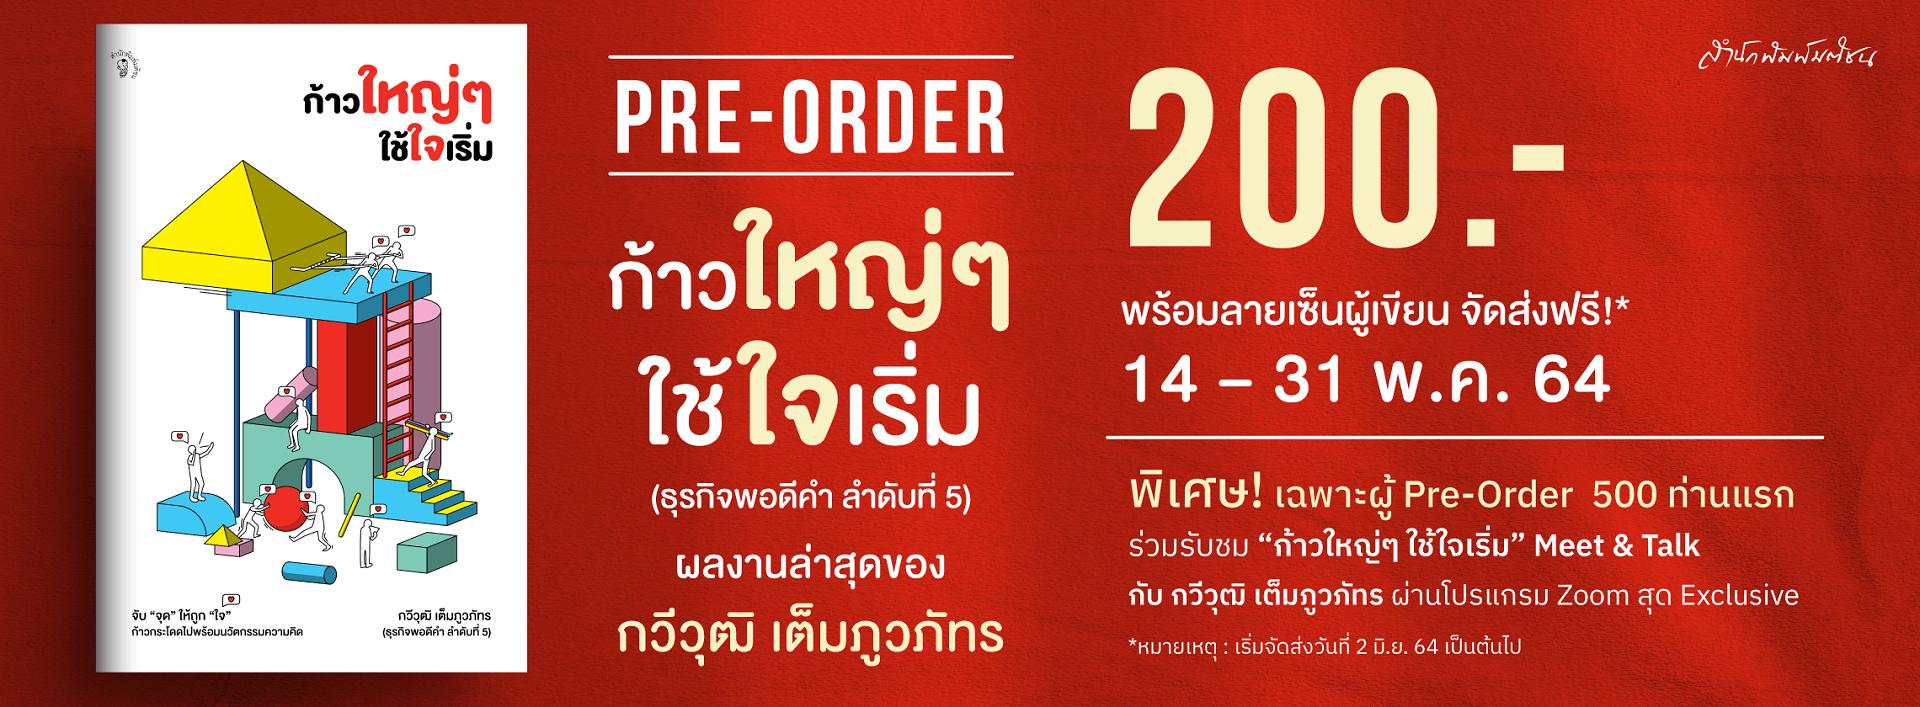 สำนักพิมพ์มติชน
ก้าวใหญ่ๆ
ใช้ใจเริ่ม
จับ “จุด” ให้ถูก “ใจ”
ก้าวกระโดดไปพร้อมนวัตกรรมความคิด
กวีวุฒิ เต็มภูวภัทร
(ธุรกิจพอดีคำ ลำดับที่ 5)
PRE-ORDER
ก้าวใหญ่ๆ
ใช้ใจเริ่ม
(ธุรกิจพอดีคำ ลำดับที่ 5)
ผลงานล่าสุดของ
กวีวุฒิ เต็มภูวภัทร
สำนักพิมพ์มติชน
200.-
พร้อมลายเซ็นผู้เขียน จัดส่งฟรี!*
14 – 31 พ.ค. 64
พิเศษ! เฉพาะผู้ Pre-Order 500 ท่านแรก
ร่วมรับชม “ก้าวใหญ่ๆ ใช้ใจเริ่ม” Meet & Talk
กับ กวีวุฒิ เต็มภูวภัทร ผ่านโปรแกรม Zoom สุด Exclusive
*หมายเหตุ : เริ่มจัดส่งวันที่ 2 มิ.ย. 64 เป็นต้นไป